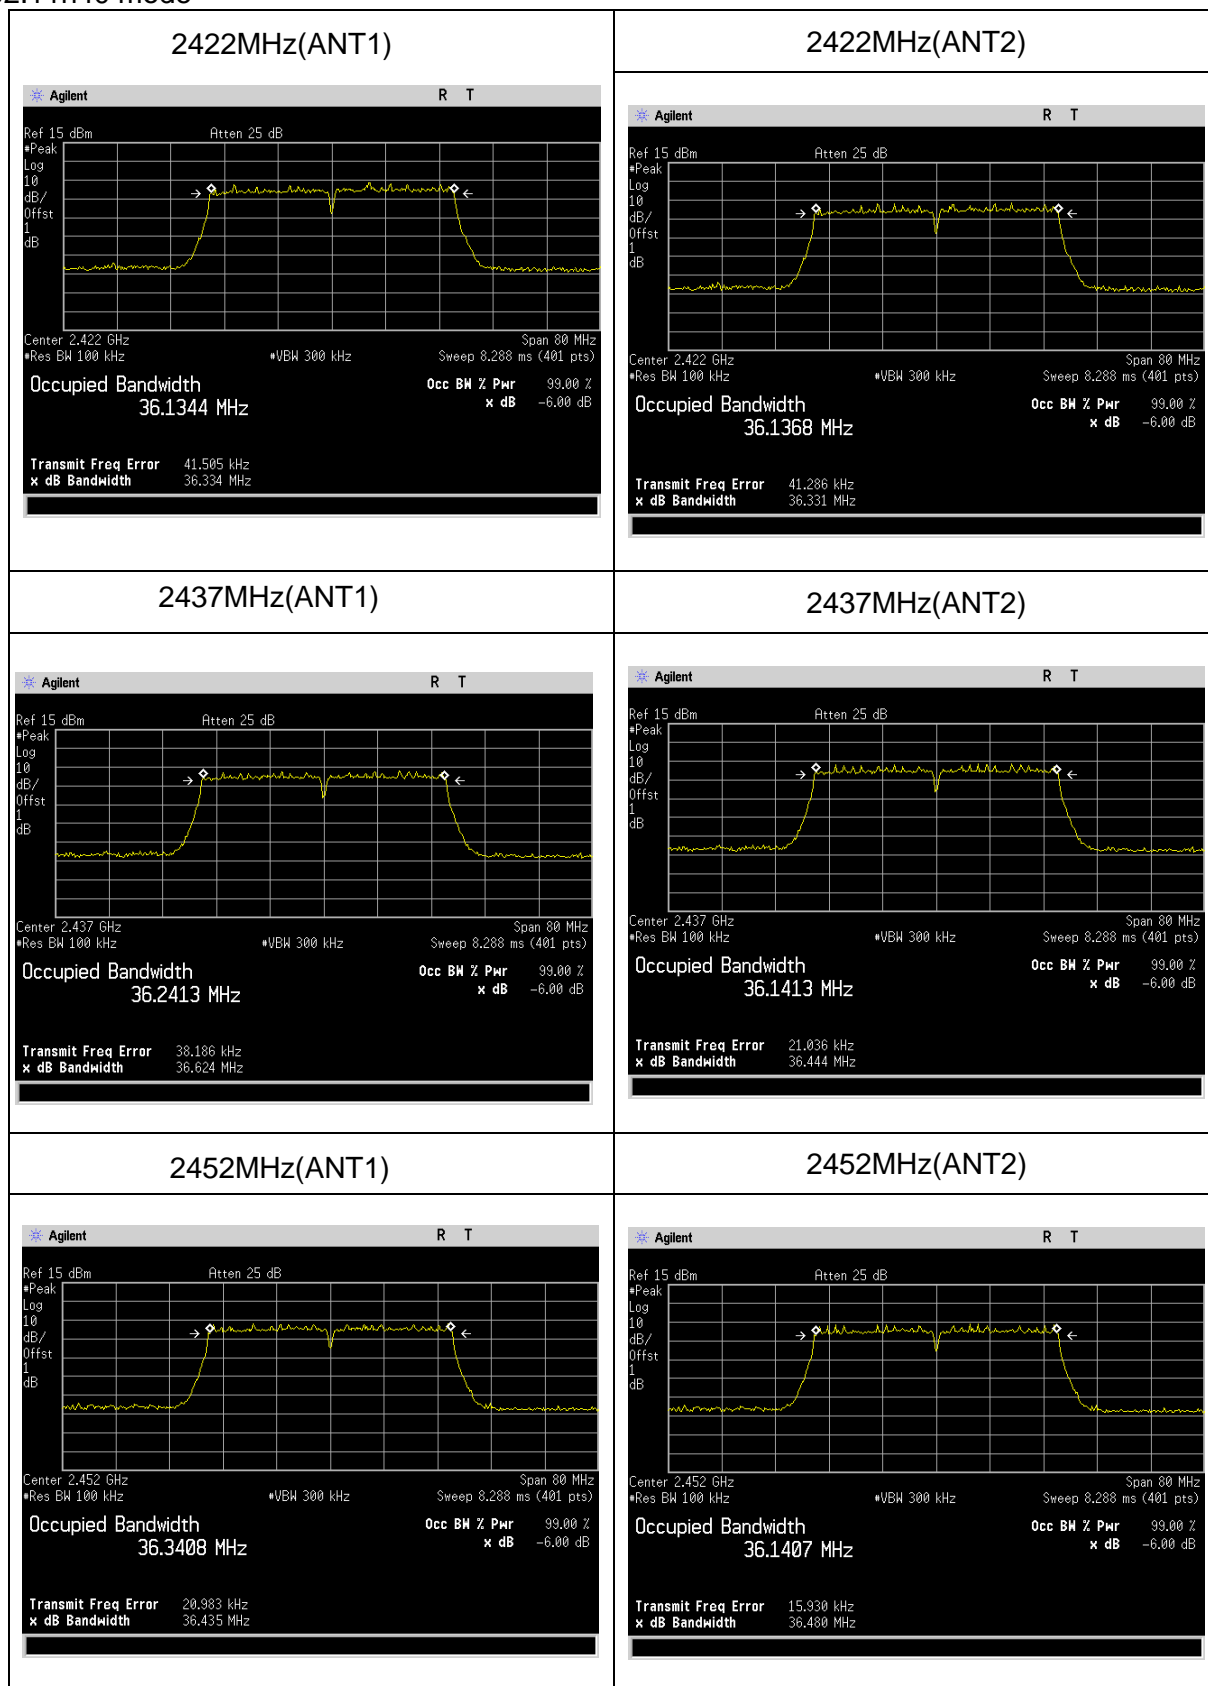 2422MHz(ANT1)
2422MHz(ANT2)
Agilent R T
Ref 15 dBm Atten 25 dB
#Peak
Log
10
dB/
Offst
1
dB
Center 2.422 GHz Span 80 MHz
#Res BW 100 kHz #VBW 300 kHz Sweep 8.288 ms (401 pts)
Occupied Bandwidth Occ BW % Pwr 99.00 %
36.1344 MHz x dB -6.00 dB
Transmit Freq Error 41.505 kHz
x dB Bandwidth 36.334 MHz
Agilent R T
Ref 15 dBm Atten 25 dB
#Peak
Log
10
dB/
Offst
1
dB
Center 2.422 GHz Span 80 MHz
#Res BW 100 kHz #VBW 300 kHz Sweep 8.288 ms (401 pts)
Occupied Bandwidth Occ BW % Pwr 99.00 %
36.1368 MHz x dB -6.00 dB
Transmit Freq Error 41.286 kHz
x dB Bandwidth 36.331 MHz
2437MHz(ANT1)
2437MHz(ANT2)
Agilent R T
Ref 15 dBm Atten 25 dB
#Peak
Log
10
dB/
Offst
1
dB
Center 2.437 GHz Span 80 MHz
#Res BW 100 kHz #VBW 300 kHz Sweep 8.288 ms (401 pts)
Occupied Bandwidth Occ BW % Pwr 99.00 %
36.2413 MHz x dB -6.00 dB
Transmit Freq Error 38.186 kHz
x dB Bandwidth 36.624 MHz
Agilent R T
Ref 15 dBm Atten 25 dB
#Peak
Log
10
dB/
Offst
1
dB
Center 2.437 GHz Span 80 MHz
#Res BW 100 kHz #VBW 300 kHz Sweep 8.288 ms (401 pts)
Occupied Bandwidth Occ BW % Pwr 99.00 %
36.1413 MHz x dB -6.00 dB
Transmit Freq Error 21.036 kHz
x dB Bandwidth 36.444 MHz
2452MHz(ANT1)
2452MHz(ANT2)
Agilent R T
Ref 15 dBm Atten 25 dB
#Peak
Log
10
dB/
Offst
1
dB
Center 2.452 GHz Span 80 MHz
#Res BW 100 kHz #VBW 300 kHz Sweep 8.288 ms (401 pts)
Occupied Bandwidth Occ BW % Pwr 99.00 %
36.3408 MHz x dB -6.00 dB
Transmit Freq Error 20.983 kHz
x dB Bandwidth 36.435 MHz
Agilent R T
Ref 15 dBm Atten 25 dB
#Peak
Log
10
dB/
Offst
1
dB
Center 2.452 GHz Span 80 MHz
#Res BW 100 kHz #VBW 300 kHz Sweep 8.288 ms (401 pts)
Occupied Bandwidth Occ BW % Pwr 99.00 %
36.1407 MHz x dB -6.00 dB
Transmit Freq Error 15.930 kHz
x dB Bandwidth 36.480 MHz